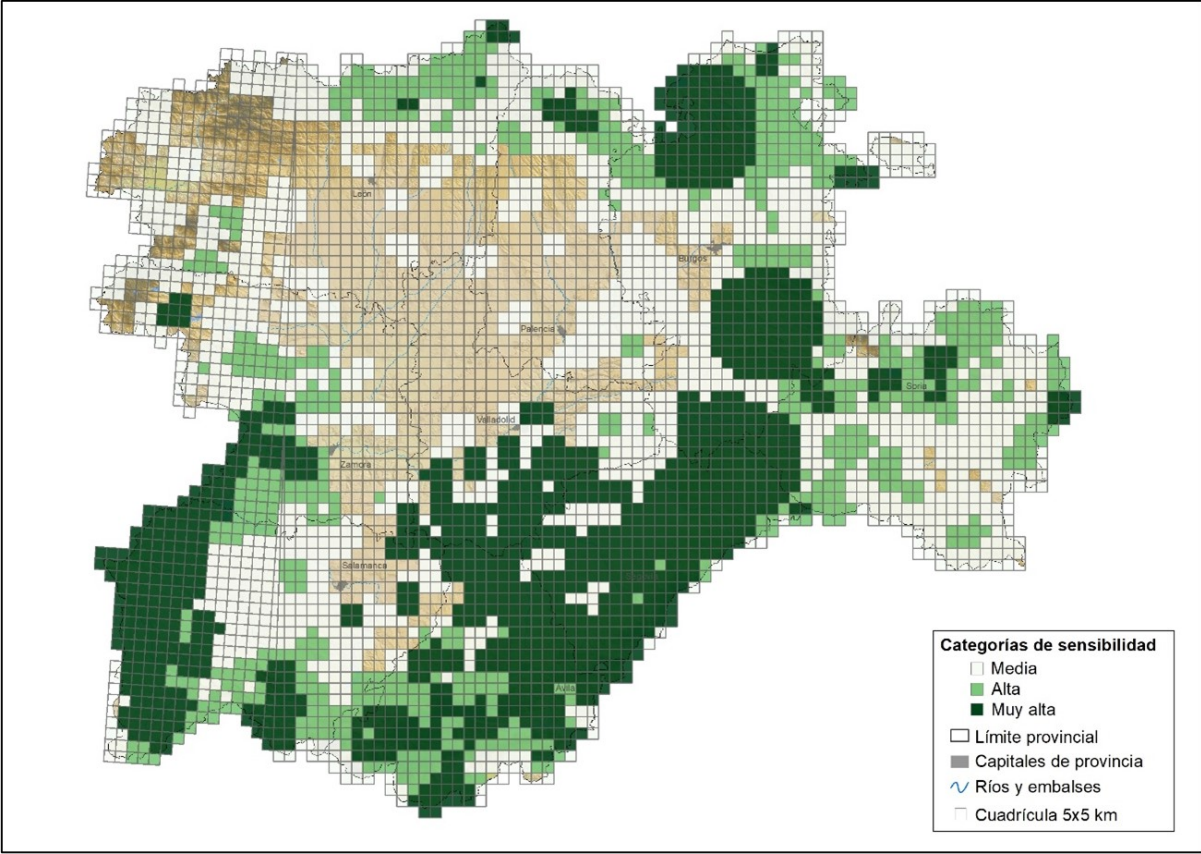 León
Burgos
Palencia
Soria
Valladolid
Zamora
Salamanca
Ávila
Categorías de sensibilidad
Media
Alta
Muy alta
Límite provincial
Capitales de provincia
Ríos y embalses
Cuadrícula 5x5 km